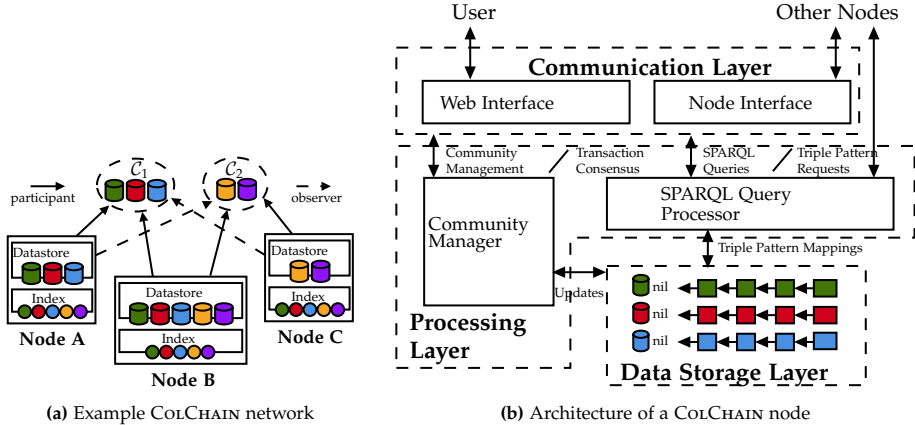 C1
C2
participant
observer
Datastore
Index
Node A
Datastore
Index
Node B
Datastore
Index
Node C
(a) Example COLCHAIN network
User
Other Nodes
Communication Layer
Web Interface
Node Interface
Community
Management
Transaction
Consensus
SPARQL
Queries
Triple Pattern
Requests
Community
Manager
SPARQL Query
Processor
Triple Pattern Mappings
Updates
nil
nil
nil
Processing
Layer
Data Storage Layer
(b) Architecture of a COLCHAIN node